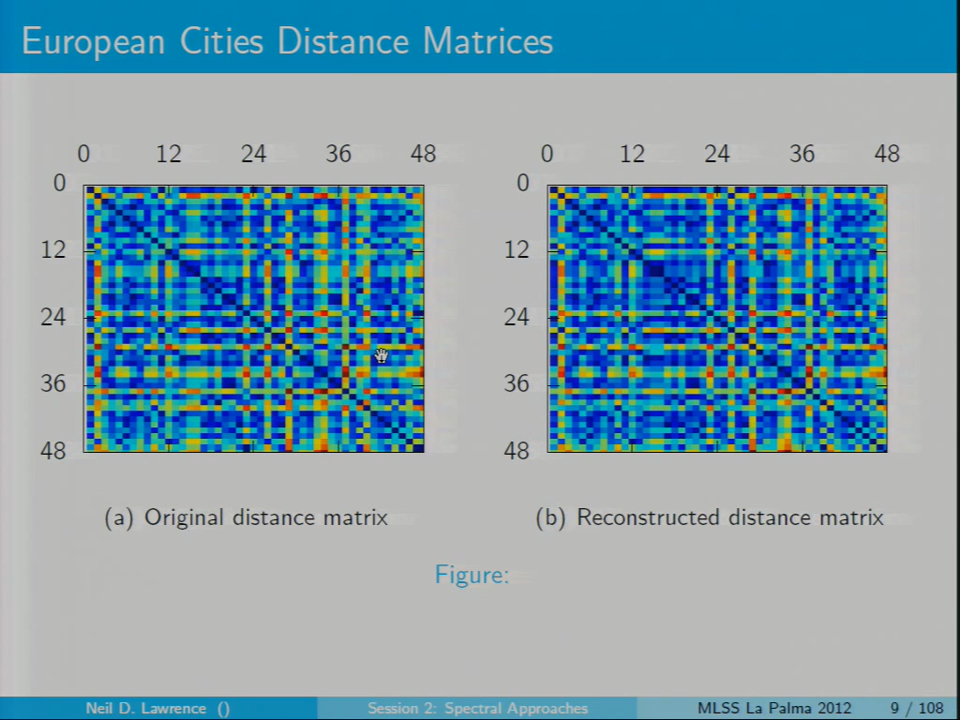 European Cities Distance Matrices
0 12 24 36 48
0
12
24
36
48
(a) Original distance matrix
0 12 24 36 48
0
12
24
36
48
(b) Reconstructed distance matrix
Figure:
Neil D. Lawrence () Session 2: Spectral Approaches MLSS La Palma 2012 9 / 108